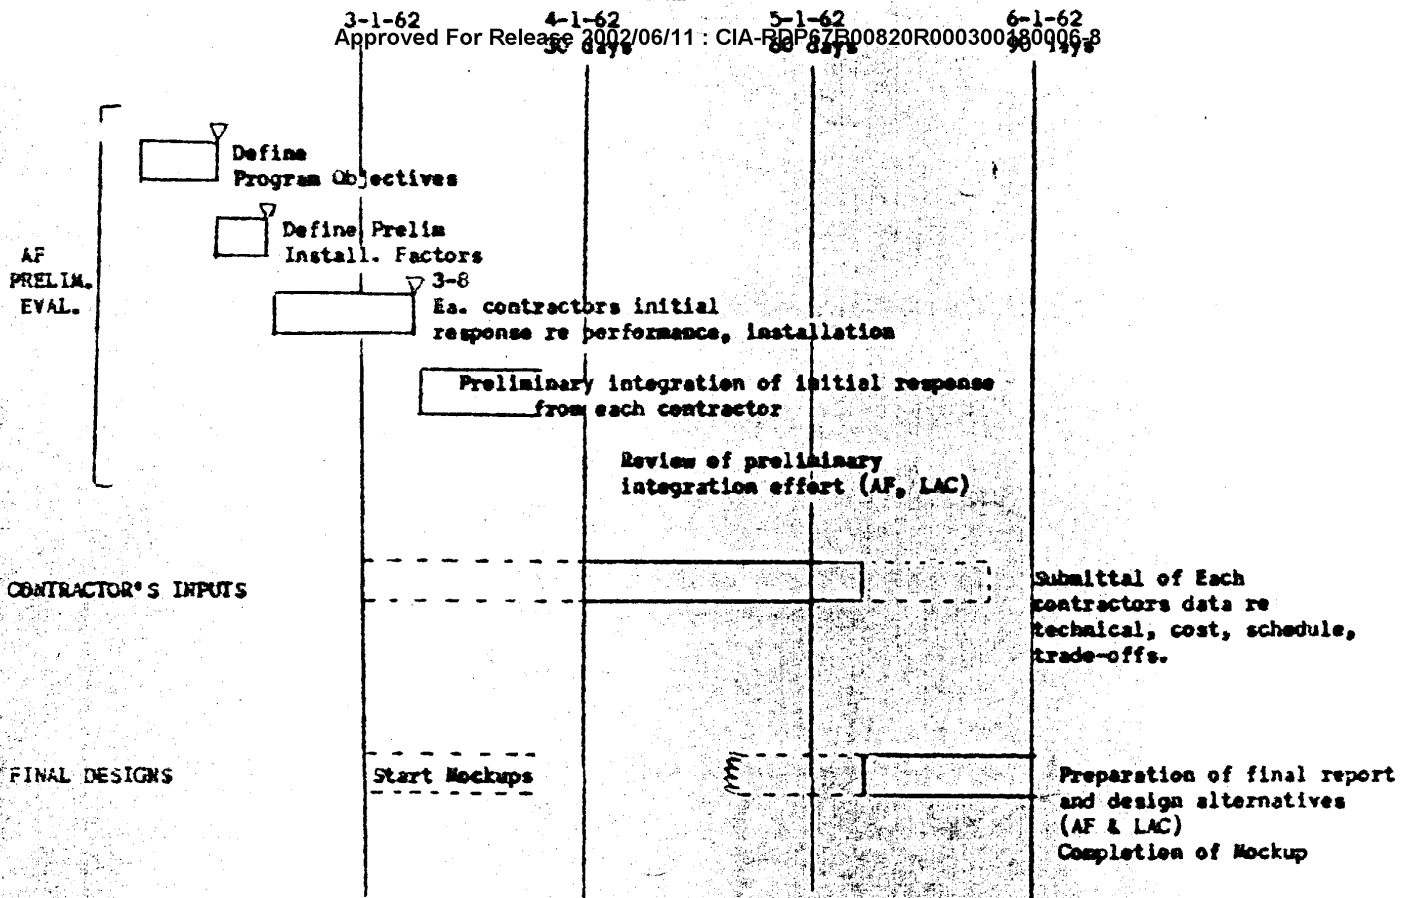 3-1-62 4-1-62 5-1-62 6-1-62
Approved For Release 2002/06/11 : CIA-RDP67R00820R000300180006-8
30 days 60 days 90 days
Define
Program Objectives
Define Prelim
Install. Factors
AF
PRELIM.
EVAL.
3-8
Ea. contractors initial
response re performance, installation
Preliminary integration of initial response
from each contractor
Review of preliminary
integration effort (AF, LAC)
CONTRACTOR'S INPUTS
Submittal of Each
contractors data re
technical, cost, schedule,
trade-offs.
FINAL DESIGNS
Start Mockups
Preparation of final report
and design alternatives
(AF & LAC)
Completion of Mockup